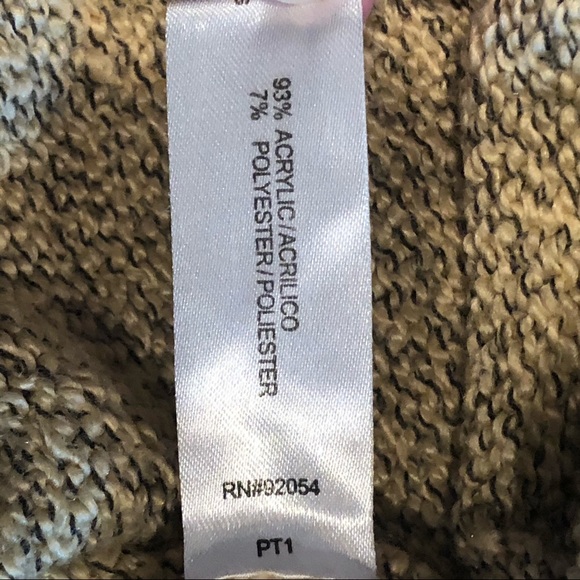 93% ACRYLIC/ACRILICO
7% POLYESTER/POLIESTER
RN#92054
PT1